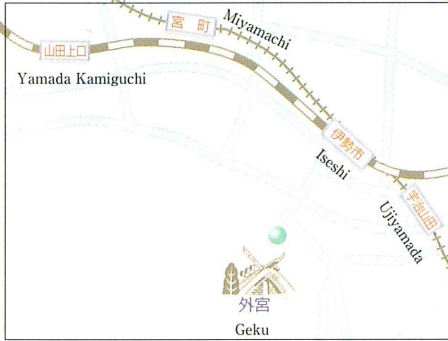 宮町
Miyamachi
山田上口
Yamada Kamiguchi
伊勢市
Iseshi
宇治山田
Ujiyamada
外宮
Geku